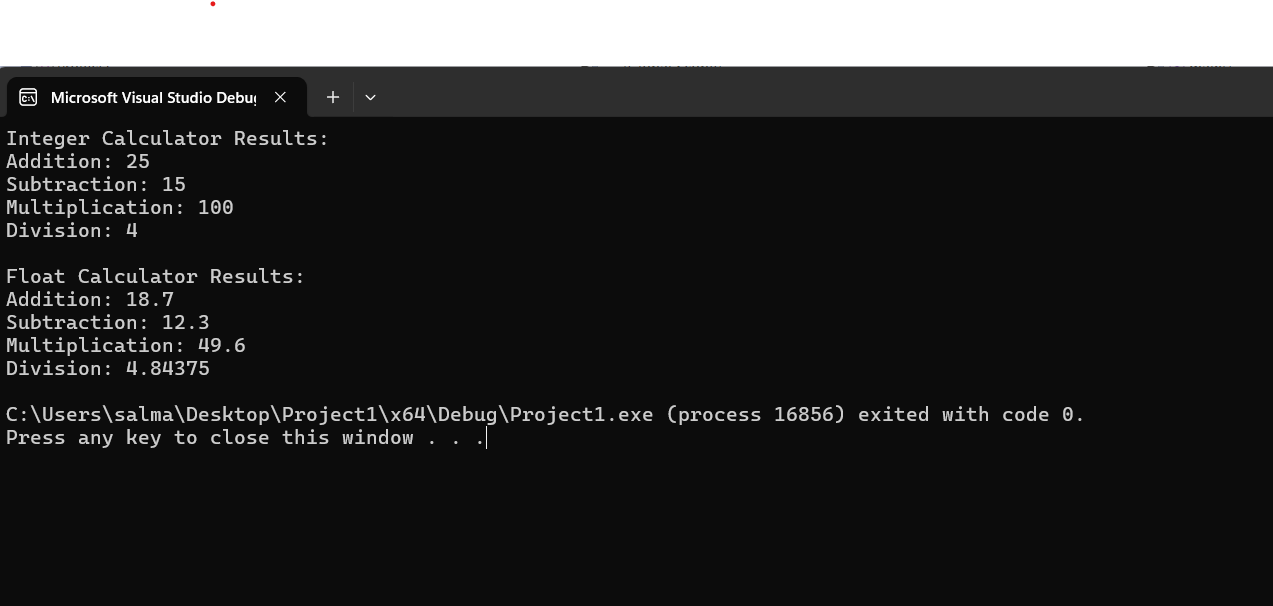 Microsoft Visual Studio Debug
Integer Calculator Results:
Addition: 25
Subtraction: 15
Multiplication: 100
Division: 4
Float Calculator Results:
Addition: 18.7
Subtraction: 12.3
Multiplication: 49.6
Division: 4.84375
C:\Users\salma\Desktop\Project1\x64\Debug\Project1.exe (process 16856) exited with code 0.
Press any key to close this window . . .